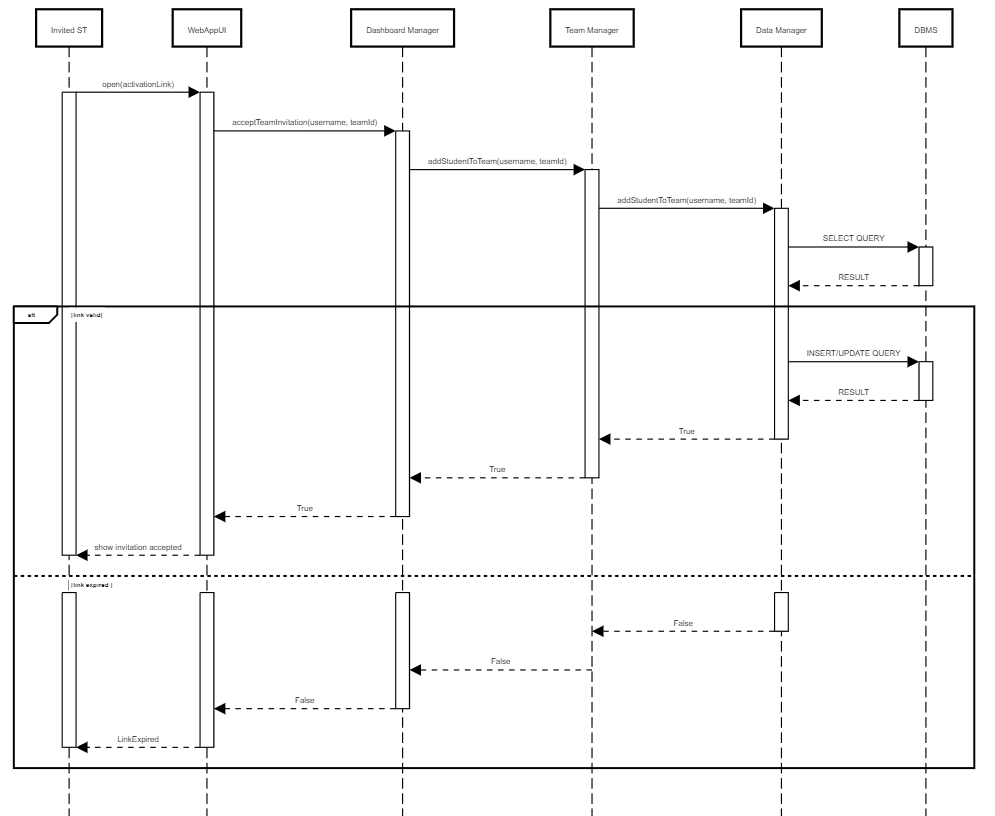 Invited ST
WebAppUI
Dashboard Manager
Team Manager
Data Manager
DBMS
open(activationLink)
acceptTeamInvitation(username, teamId)
addStudentToTeam(username, teamId)
addStudentToTeam(username, teamId)
SELECT QUERY
RESULT
alt
[link valid]
INSERT/UPDATE QUERY
RESULT
True
True
True
show invitation accepted
[link expired ]
False
False
False
LinkExpired